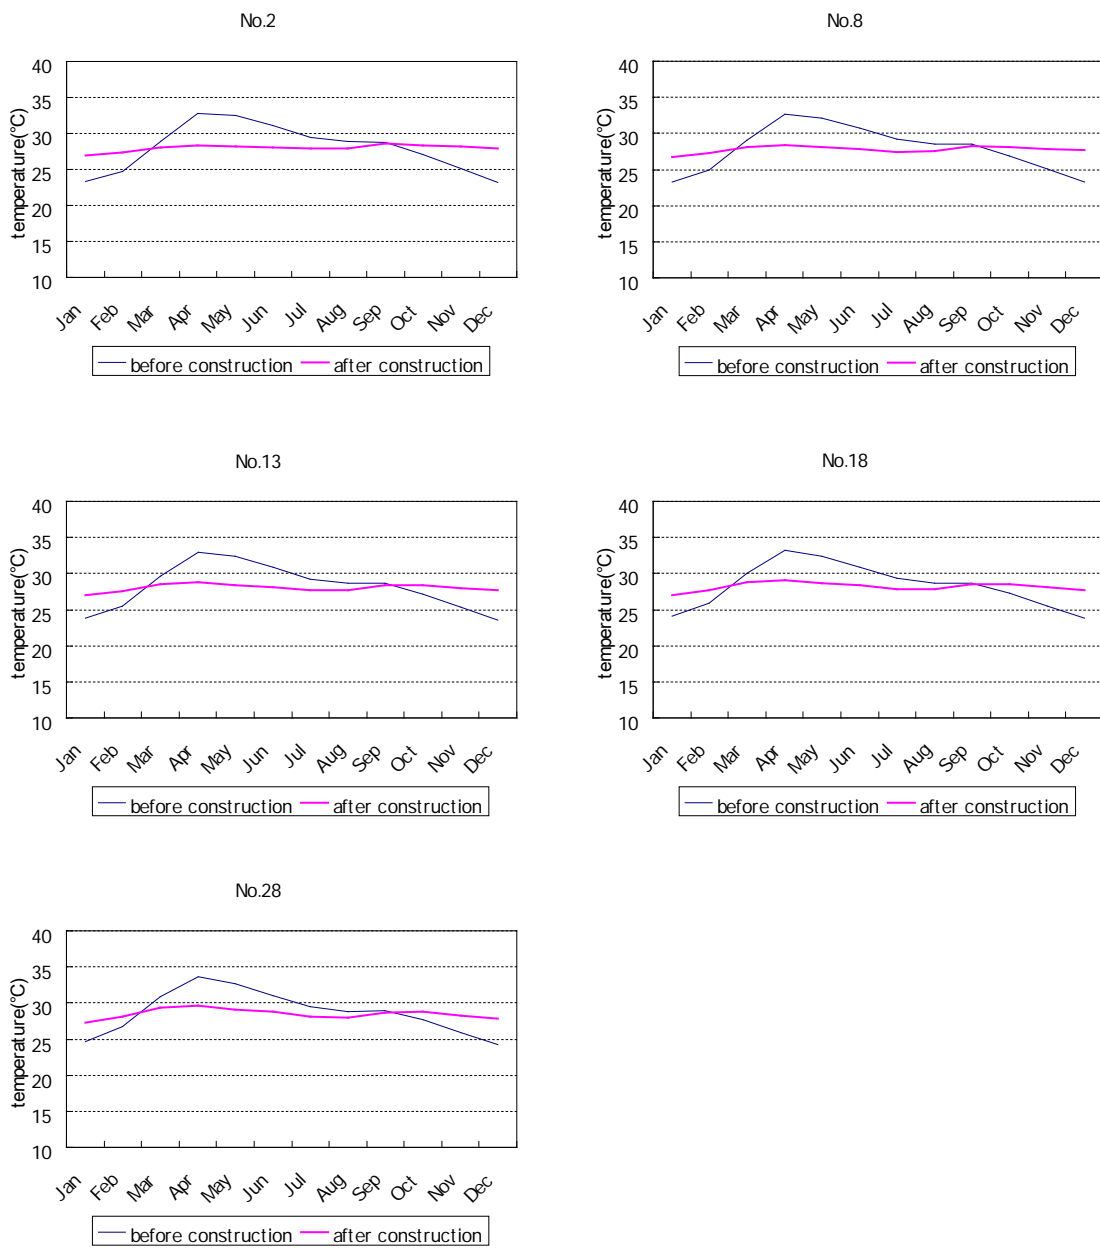 No.2
temperature(°C)
40
35
30
25
20
15
10
Jan Feb Mar Apr May Jun Jul Aug Sep Oct Nov Dec
before construction after construction
No.8
temperature(°C)
40
35
30
25
20
15
10
Jan Feb Mar Apr May Jun Jul Aug Sep Oct Nov Dec
before construction after construction
No.13
temperature(°C)
40
35
30
25
20
15
10
Jan Feb Mar Apr May Jun Jul Aug Sep Oct Nov Dec
before construction after construction
No.18
temperature(°C)
40
35
30
25
20
15
10
Jan Feb Mar Apr May Jun Jul Aug Sep Oct Nov Dec
before construction after construction
No.28
temperature(°C)
40
35
30
25
20
15
10
Jan Feb Mar Apr May Jun Jul Aug Sep Oct Nov Dec
before construction after construction